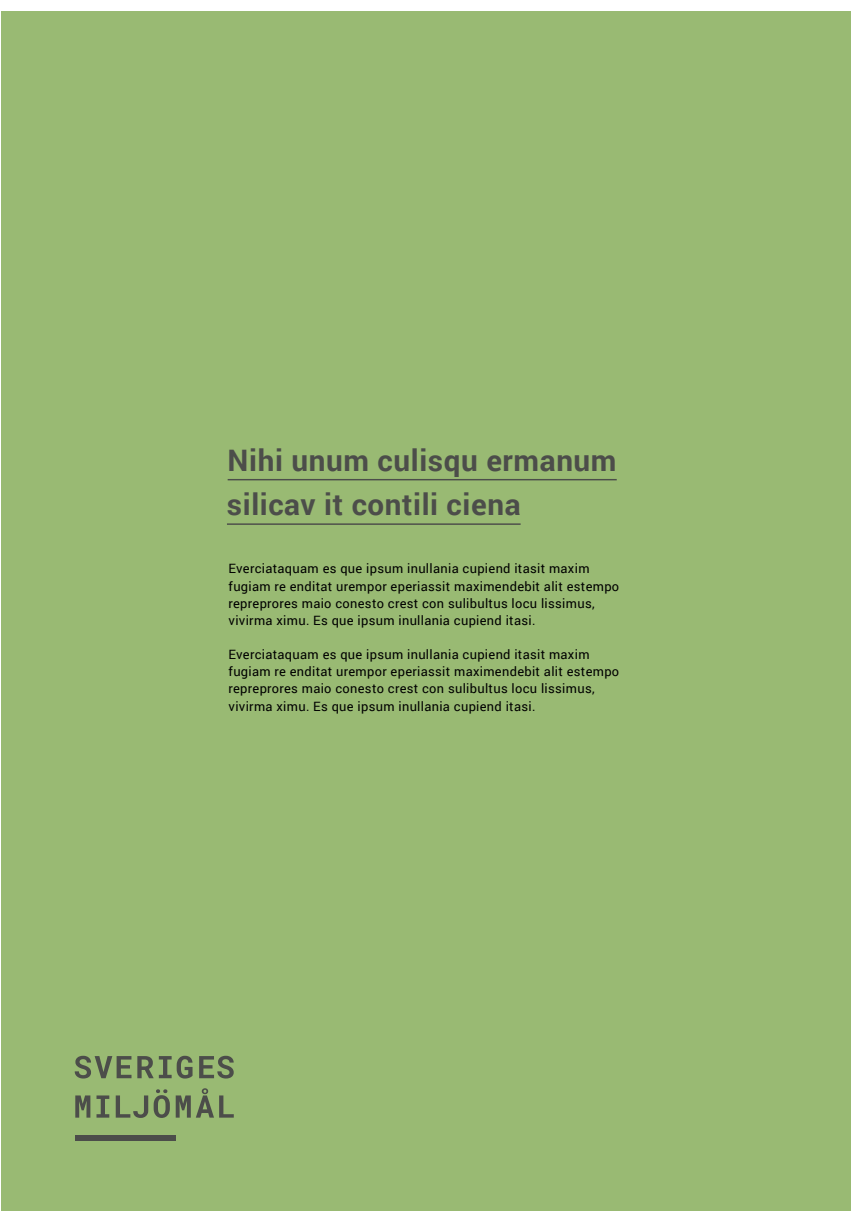 Nihi unum culisqu ermanum
silicav it contili ciena
Everciataquam es que ipsum inullania cupiend itasit maxim
fugiam re enditat urempor eperiassit maximendebit alit estempo
repreprores maio conesto crest con sulibultus locu lissimus,
vivirma ximu. Es que ipsum inullania cupiend itasi.
Everciataquam es que ipsum inullania cupiend itasit maxim
fugiam re enditat urempor eperiassit maximendebit alit estempo
repreprores maio conesto crest con sulibultus locu lissimus,
vivirma ximu. Es que ipsum inullania cupiend itasi.
SVERIGES
MILJÖMÅL